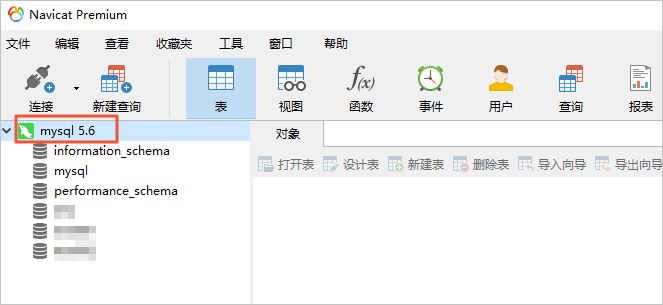 Navicat Premium
文件 编辑 查看 收藏夹 工具 窗口 帮助
连接 新建查询 表 视图 f(x) 函数 事件 用户 查询 报表
mysql 5.6
对象
information_schema
打开表 设计表 新建表 删除表 导入向导 导出向导
mysql
performance_schema